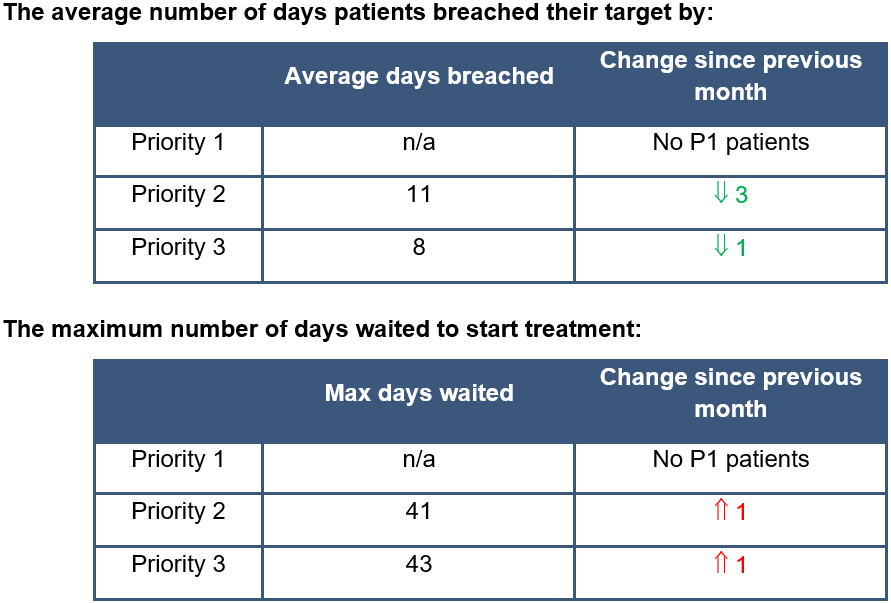 The average number of days patients breached their target by:
Average days breached
Change since previous
month
Priority 1 n/a No P1 patients
Priority 2 11 ⇓ 3
Priority 3 8 ⇓ 1
The maximum number of days waited to start treatment:
Max days waited
Change since previous
month
Priority 1 n/a No P1 patients
Priority 2 41 ⇑ 1
Priority 3 43 ⇑ 1